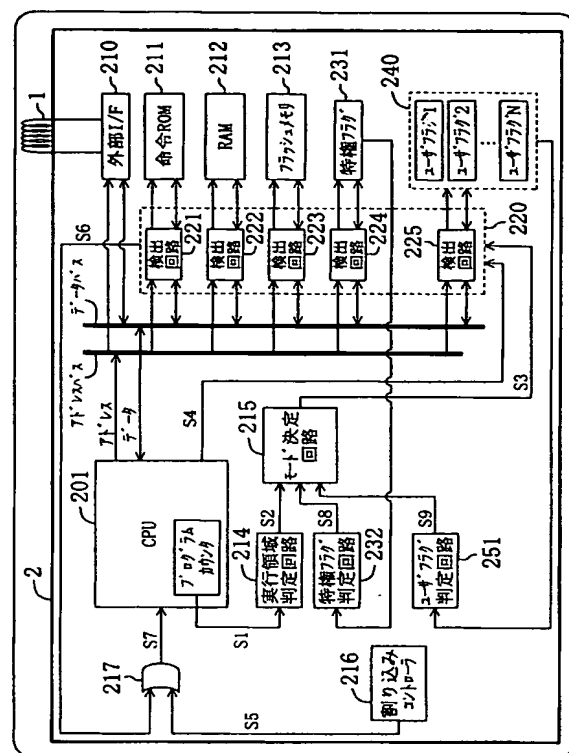 2
1
217
S7
CPU
201
プログラム
カウンタ
アドレス
データ
アドレスバス
データバス
S6
S5
S1
S4
216
割り込み
コントローラ
214
実行領域
判定回路
S2
215
モード決定
回路
232
特権フラグ
判定回路
S8
251
ユーザフラグ
判定回路
S9
S3
検出
回路
221
検出
回路
222
検出
回路
223
検出
回路
224
検出
回路
225
220
外部I/F
210
命令ROM
211
RAM
212
フラッシュメモリ
213
特権フラグ
231
240
ユーザフラグ1
ユーザフラグ2
……
ユーザフラグN